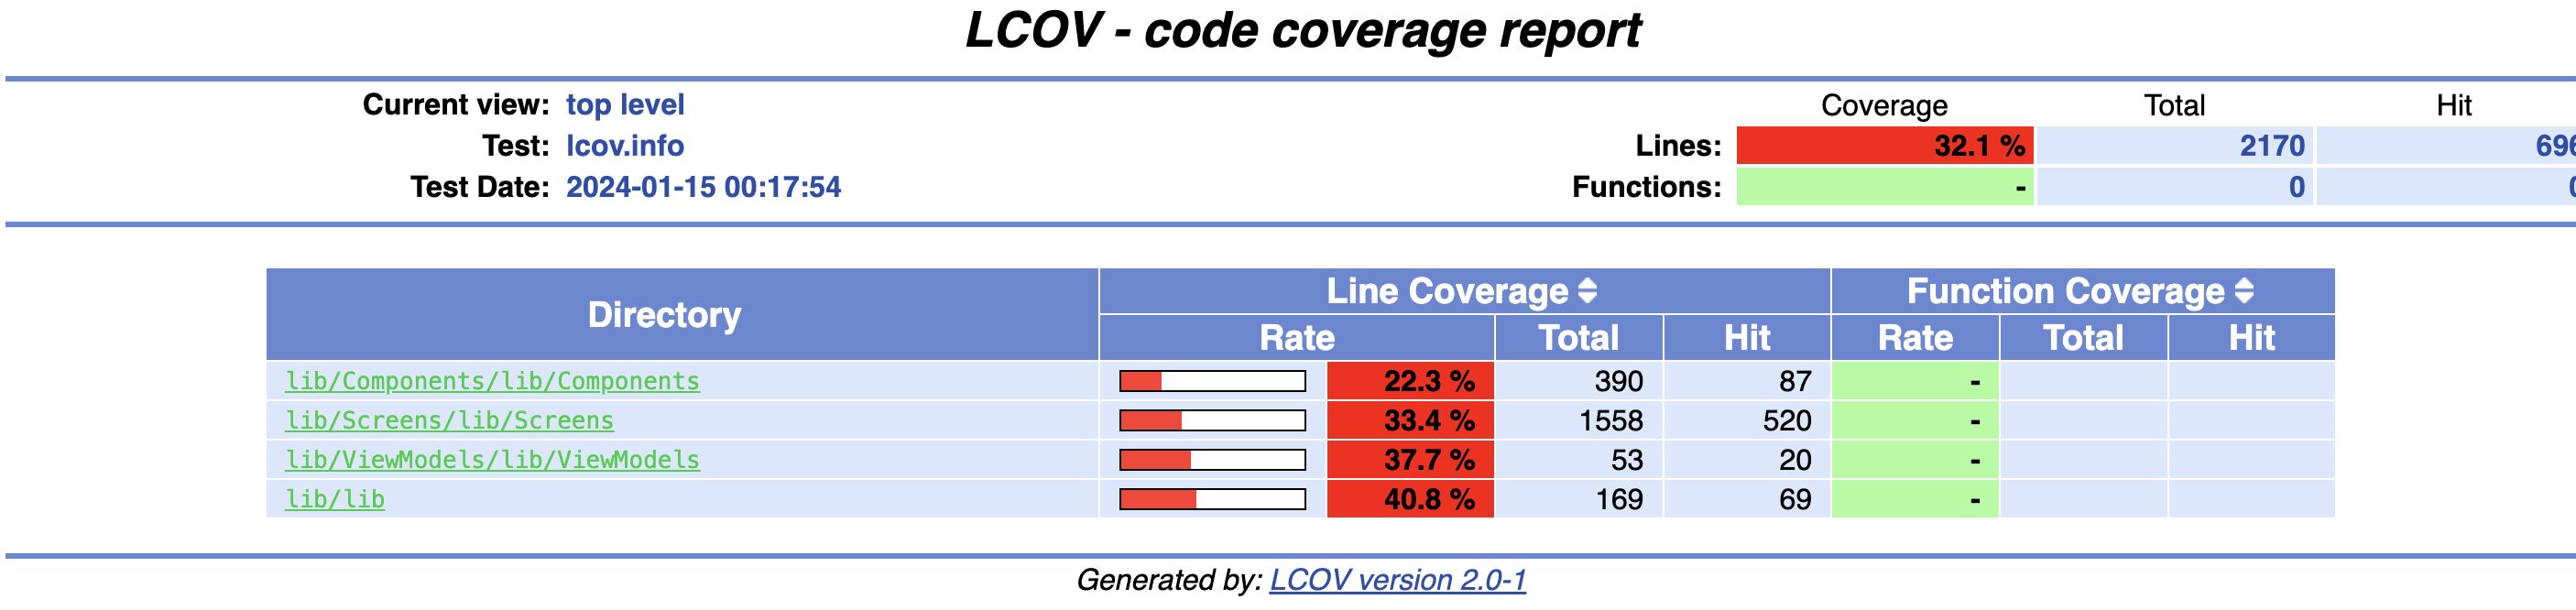 LCOV - code coverage report
Current view: top level
Coverage Total Hit
Test: lcov.info
Lines: 32.1 % 2170 696
Test Date: 2024-01-15 00:17:54
Functions: - 0 0
Directory Line Coverage Function Coverage
Rate Total Hit Rate Total Hit
lib/Components/lib/Components 22.3 % 390 87 -
lib/Screens/lib/Screens 33.4 % 1558 520 -
lib/ViewModels/lib/ViewModels 37.7 % 53 20 -
lib/lib 40.8 % 169 69 -
Generated by: LCOV version 2.0-1